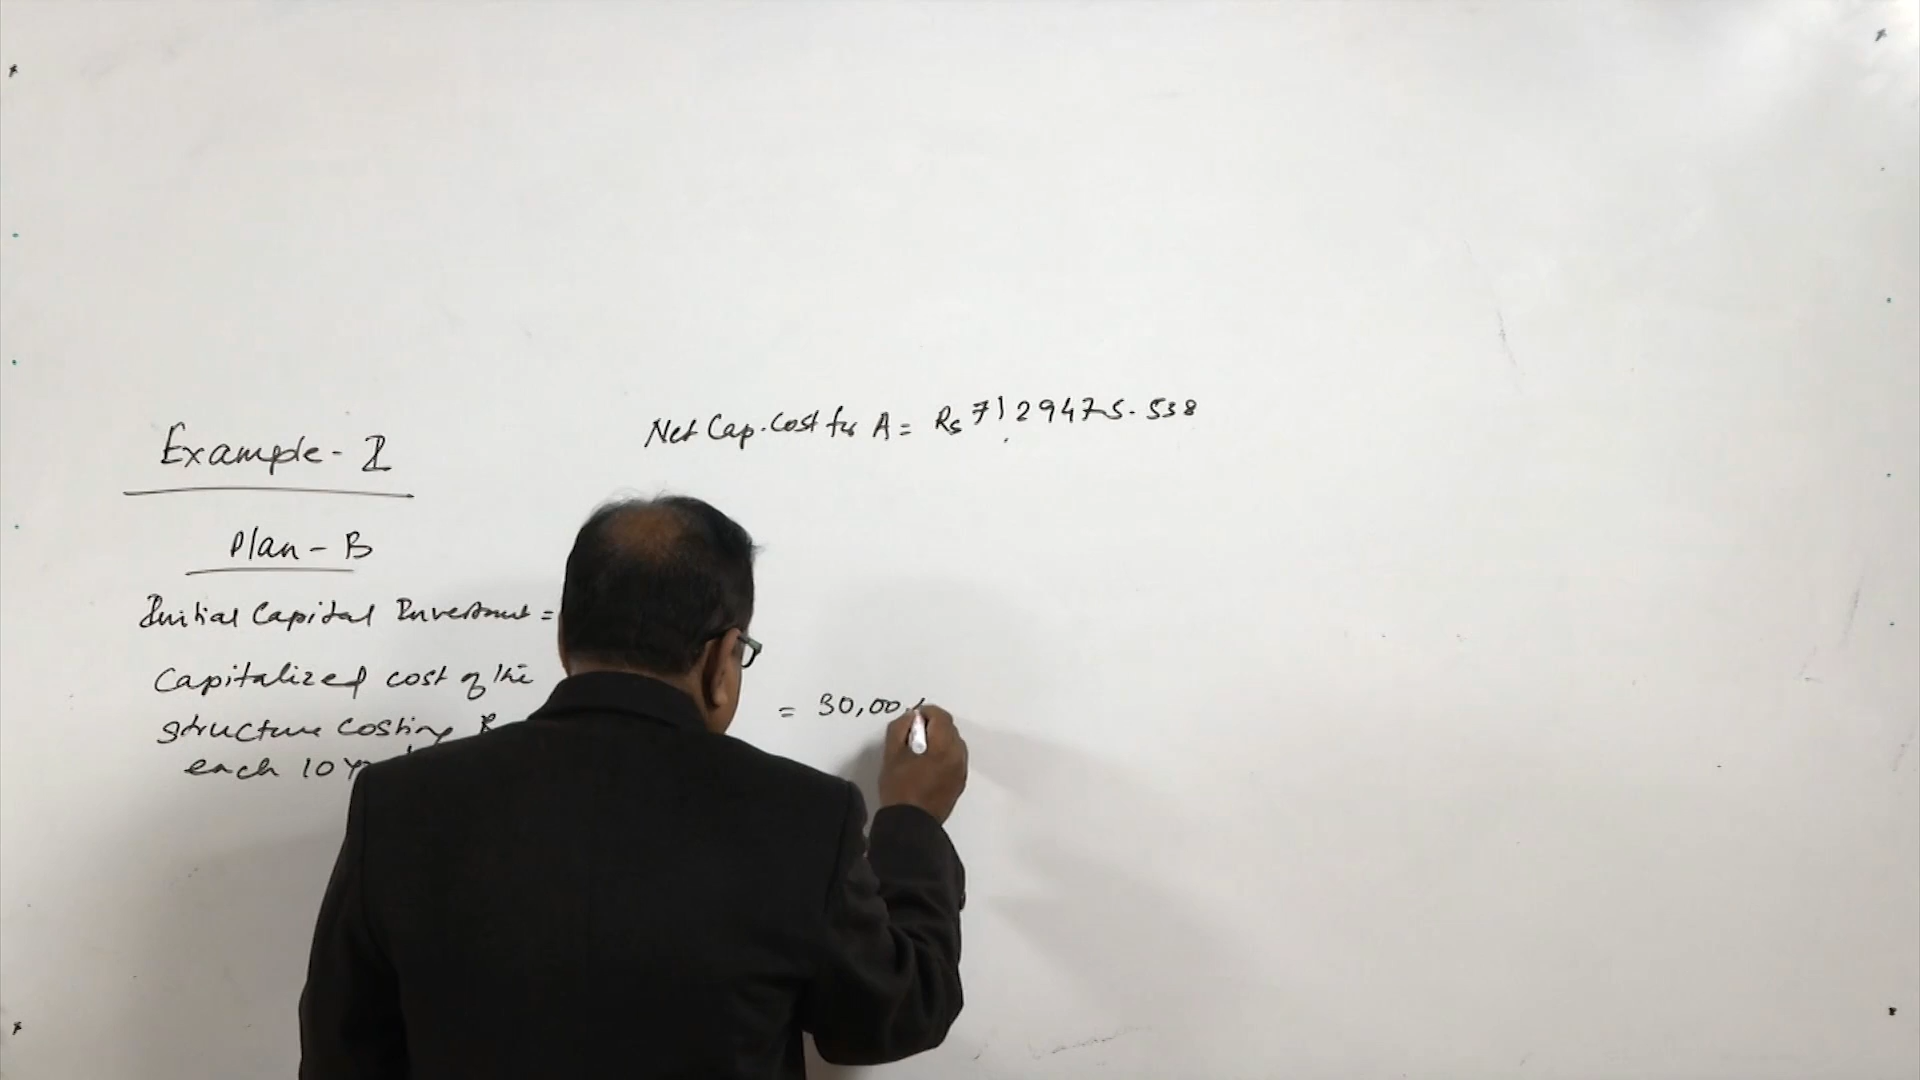 Net Cap. Cost for A = Rs 7129475.538
Example - 2
Plan - B
Initial Capital Investment =
Capitalized cost of the
structure costing R
= 30,00
each 10 Y